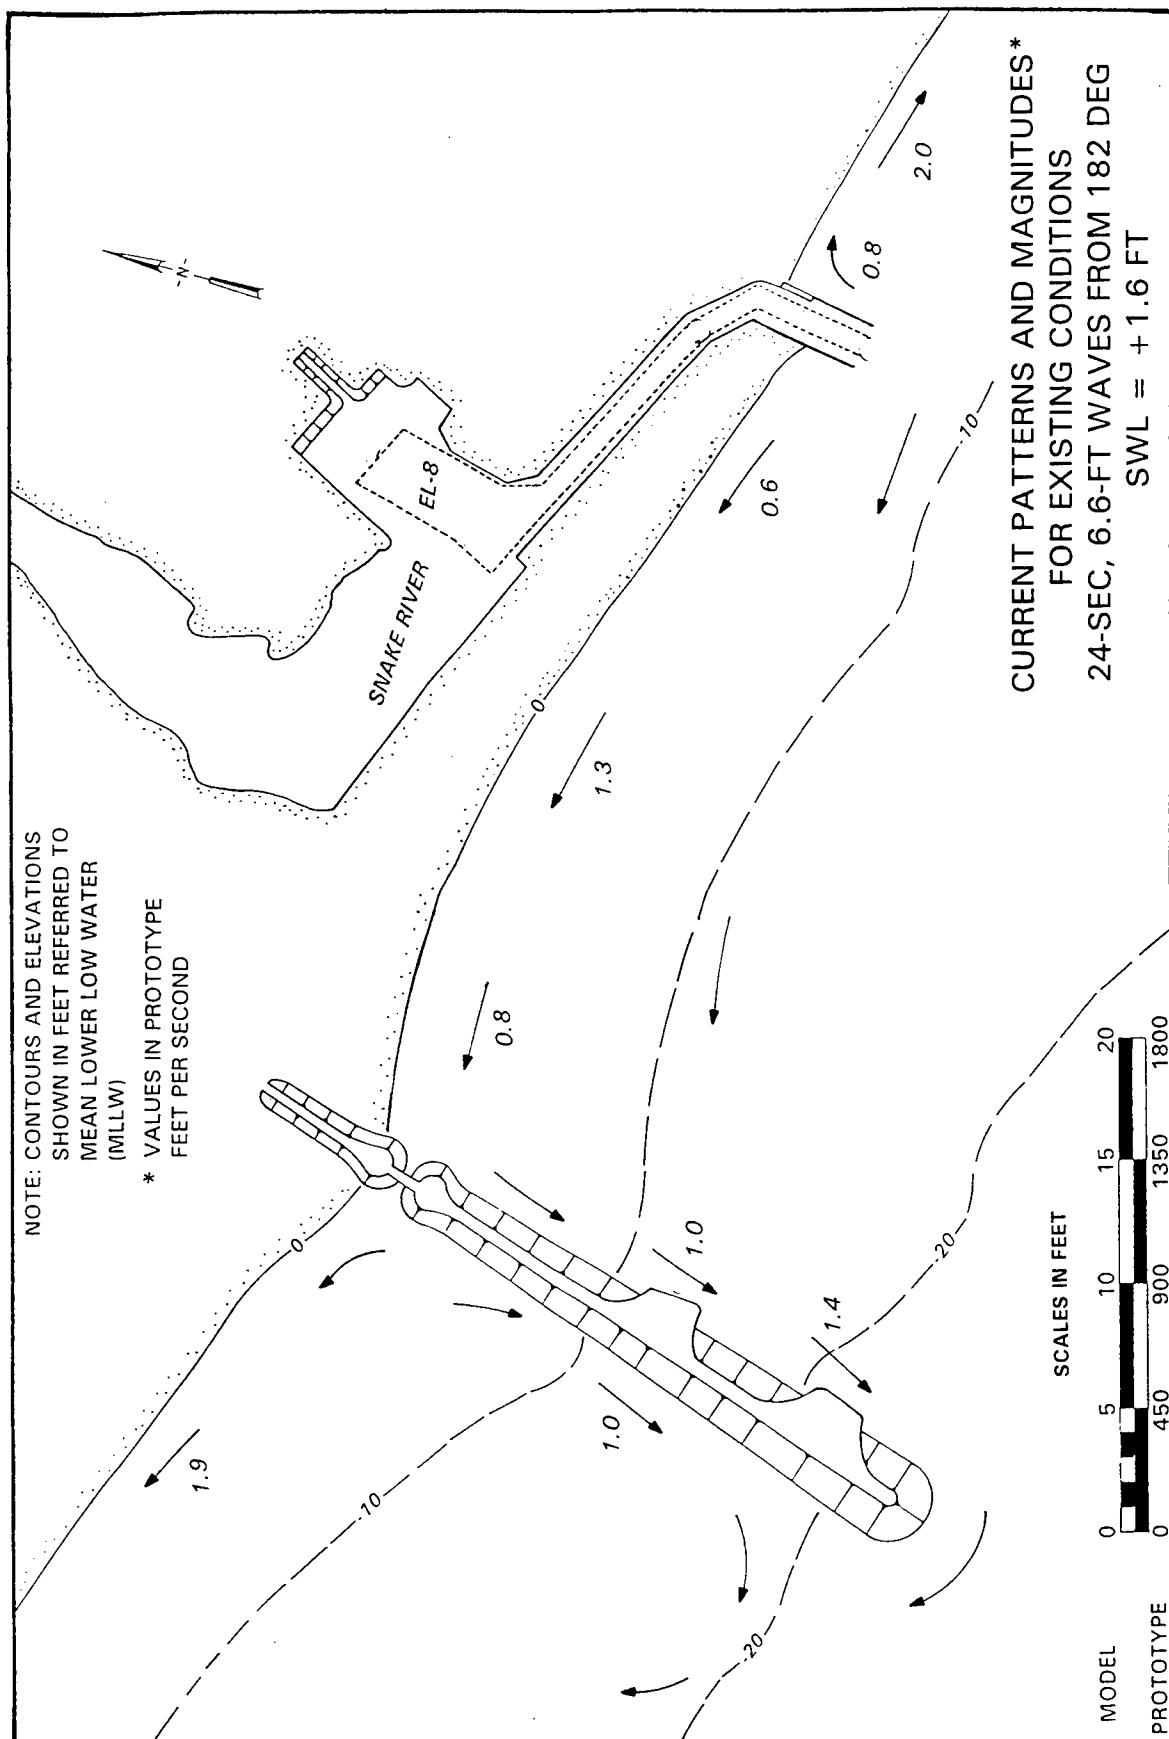 NOTE: CONTOURS AND ELEVATIONS
SHOWN IN FEET REFERRED TO
MEAN LOWER LOW WATER
(MLLW)
* VALUES IN PROTOTYPE
FEET PER SECOND
-N-
SNAKE RIVER
EL-8
0
0
1.9
0.8
1.3
0.6
0.8
2.0
1.0
1.0
1.4
-10
-10
-20
-20
CURRENT PATTERNS AND MAGNITUDES*
FOR EXISTING CONDITIONS
24-SEC, 6.6-FT WAVES FROM 182 DEG
SWL = +1.6 FT
SCALES IN FEET
MODEL 0 5 10 15 20
PROTOTYPE 0 450 900 1350 1800